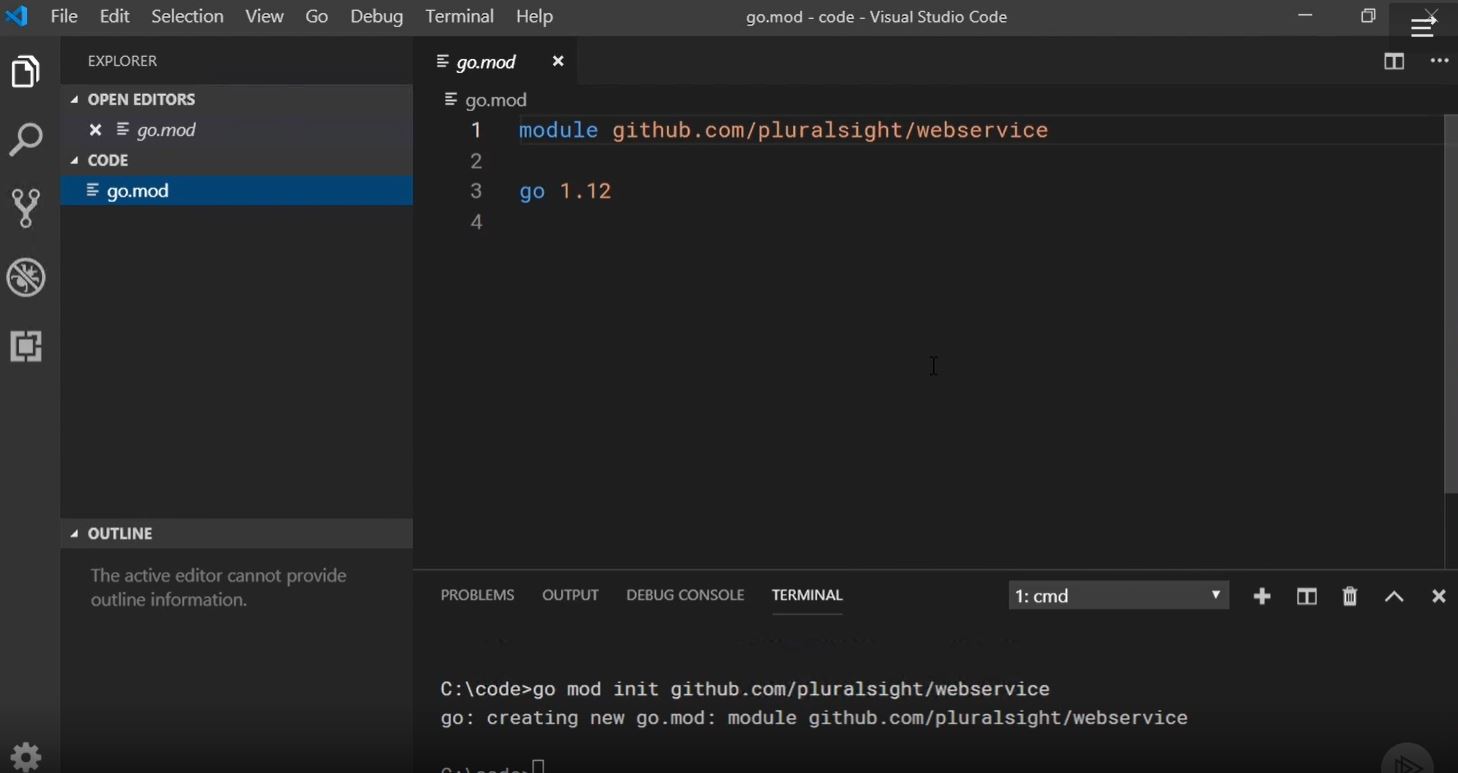 File Edit Selection View Go Debug Terminal Help
go.mod - code - Visual Studio Code
EXPLORER
OPEN EDITORS
go.mod
CODE
go.mod
OUTLINE
The active editor cannot provide
outline information.
go.mod
go.mod
1 module github.com/pluralsight/webservice
2
3 go 1.12
4
PROBLEMS OUTPUT DEBUG CONSOLE TERMINAL
1: cmd
C:\code>go mod init github.com/pluralsight/webservice
go: creating new go.mod: module github.com/pluralsight/webservice
C:\code>